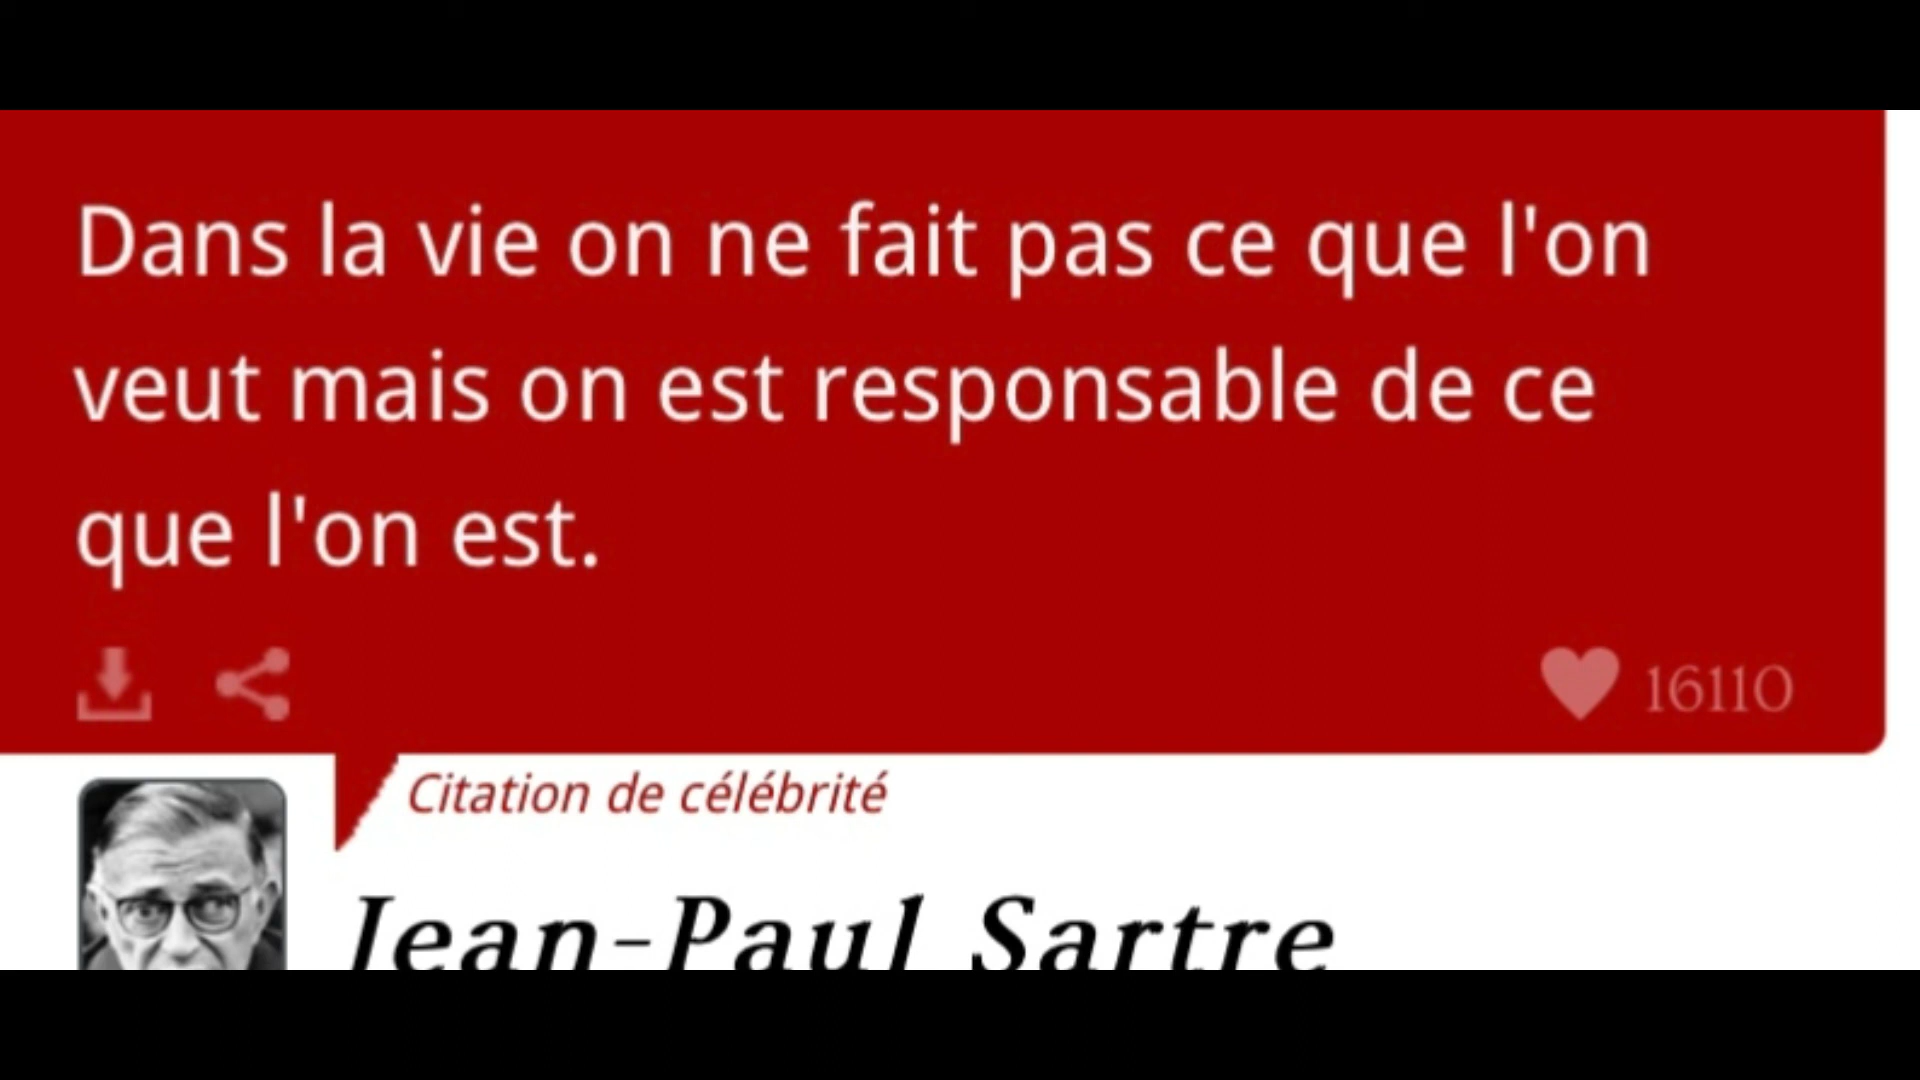 Dans la vie on ne fait pas ce que l'on
veut mais on est responsable de ce
que l'on est.
16110
Citation de célébrité
Jean-Paul Sartre